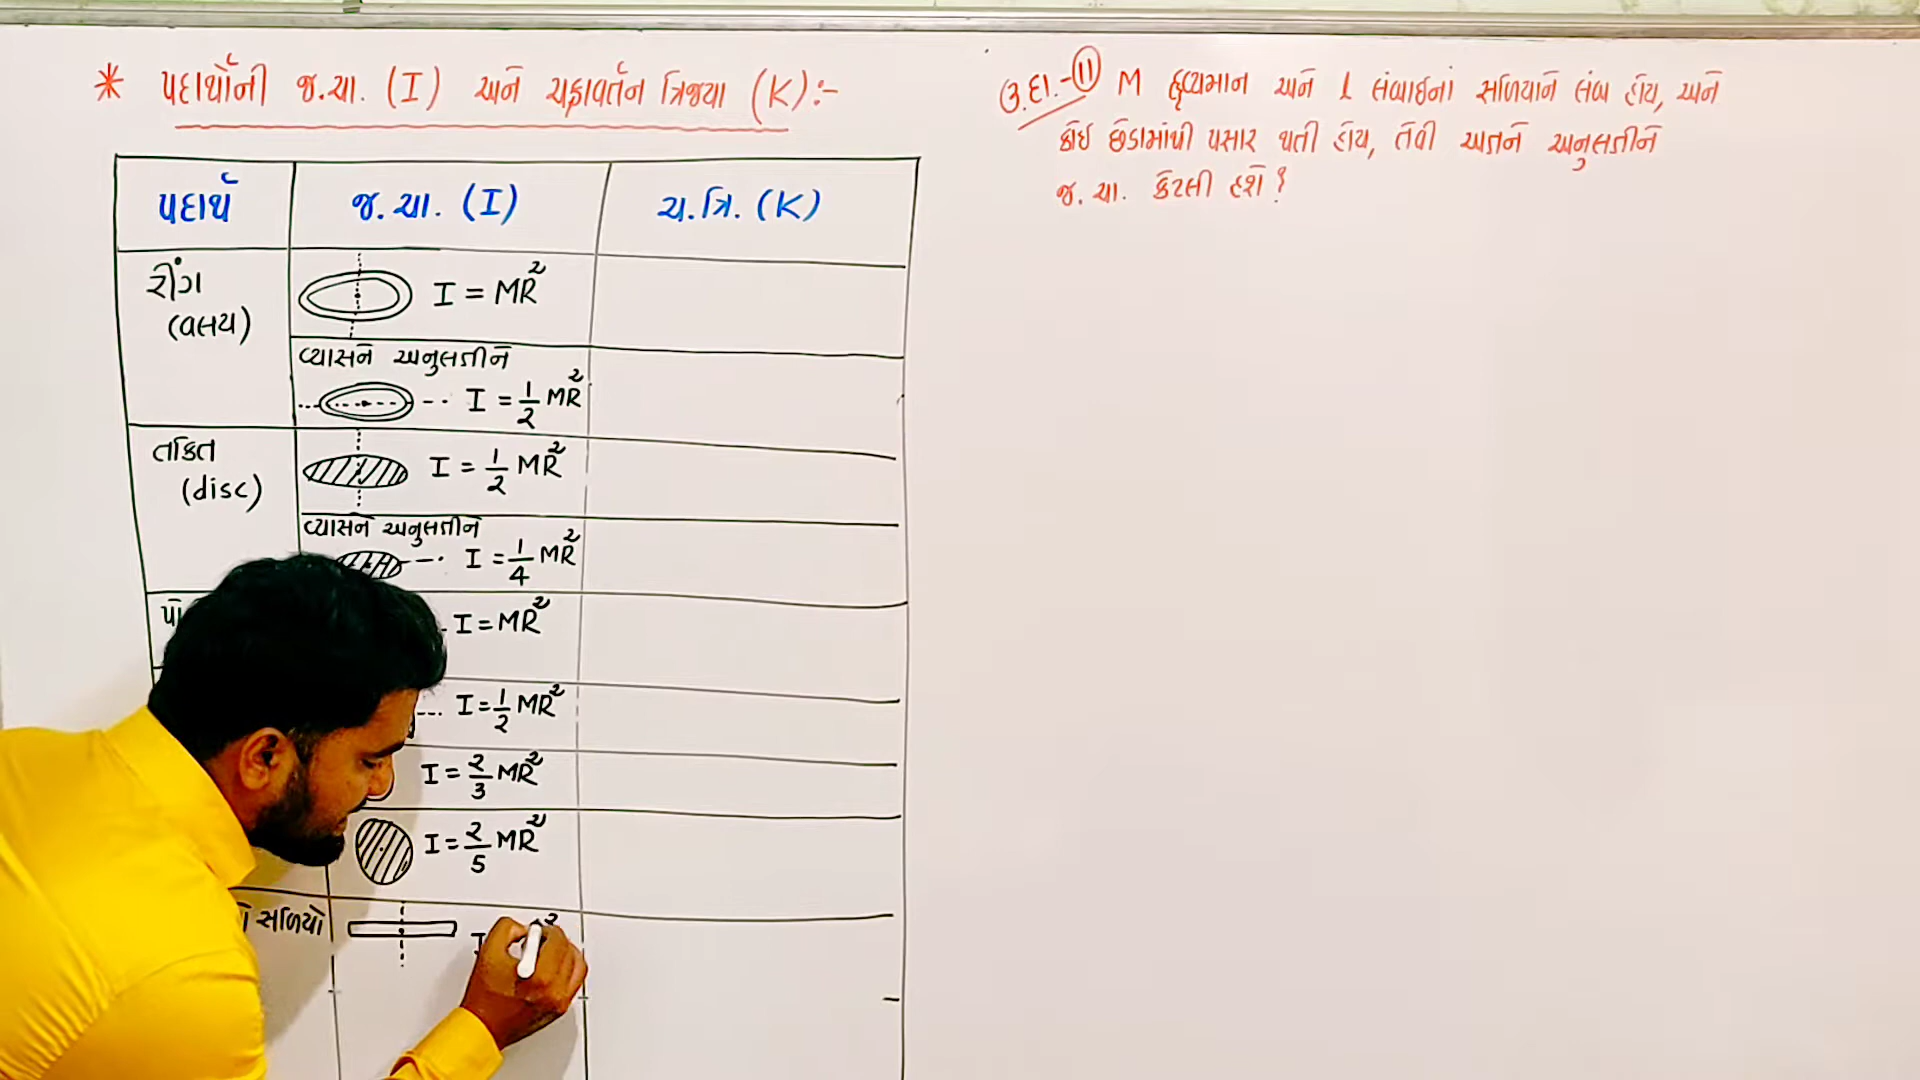 * પદાર્થોની જ.ચા. (I) અને ચક્રાવર્તન ત્રિજ્યા (K):-
પદાર્થ
જ.ચા. (I)
ચ.ત્રિ. (K)
રીંગ
(વલય)
I = MR²
વ્યાસને અનુલક્ષીને
I = 1/2 MR²
તકતિ
(disc)
I = 1/2 MR²
વ્યાસને અનુલક્ષીને
I = 1/4 MR²
I = MR²
I = 1/2 MR²
I = 2/3 MR²
I = 2/5 MR²
સળિયો
I
ઉ.દા.-11 M દ્રવ્યમાન અને l લંબાઈનાં સળિયાને લંબ હોય, અને
કોઈ છેડામાંથી પસાર થતી હોય, તેવી અક્ષને અનુલક્ષીને
જ.ચા. કેટલી હશે?